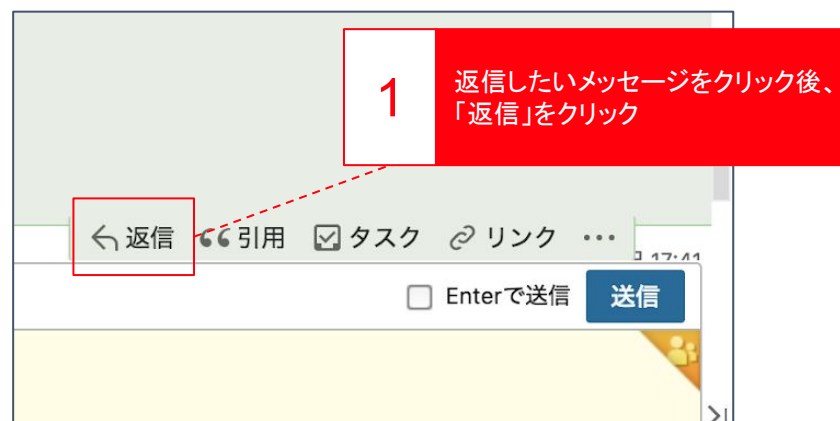 1
返信したいメッセージをクリック後、
「返信」をクリック
返信 引用 タスク リンク ...
17:41
Enterで送信 送信